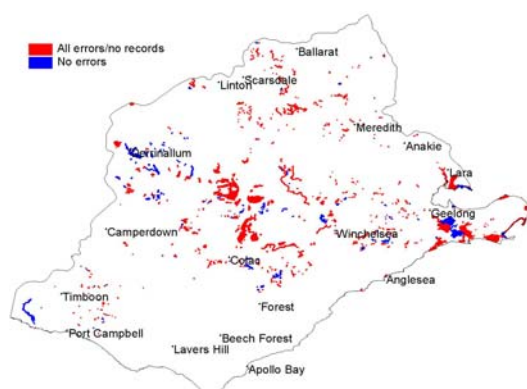 All errors/no records
No errors
Ballarat
Scarsdale
Linton
Meredith
Anakie
Derrinallum
Lara
Geelong
Camperdown
Winchelsea
Colac
Anglesea
Timboon
Forest
Port Campbell
Beech Forest
Lavers Hill
Apollo Bay